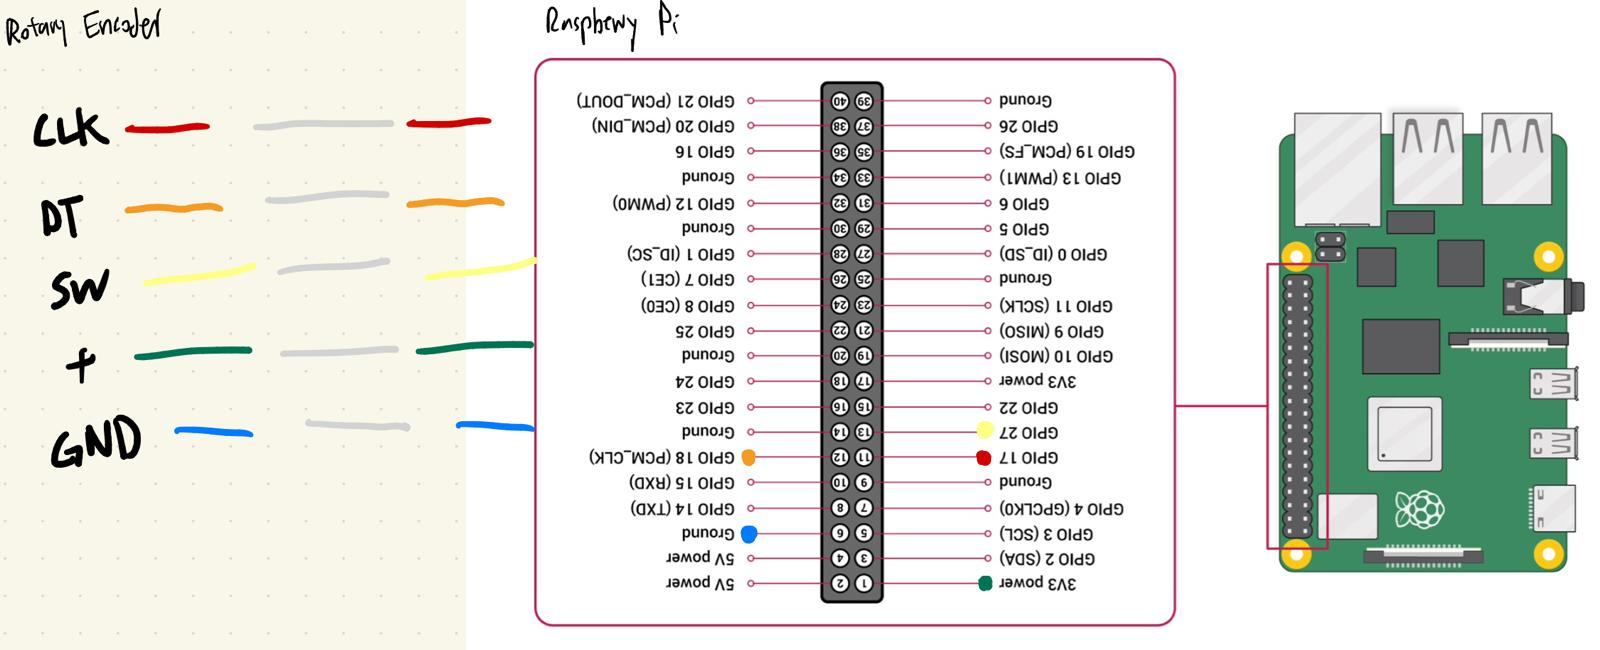 Rotary Encoder
Raspberry Pi
CLK
DT
SW
+
GND
GPIO 21 (PCM_DOUT) 40 39 Ground
GPIO 20 (PCM_DIN) 38 37 GPIO 26
GPIO 16 36 35 GPIO 19 (PCM_FS)
Ground 34 33 GPIO 13 (PWM1)
GPIO 12 (PWM0) 32 31 GPIO 6
Ground 30 29 GPIO 5
GPIO 1 (ID_SC) 28 27 GPIO 0 (ID_SD)
GPIO 7 (CE1) 26 25 Ground
GPIO 8 (CE0) 24 23 GPIO 11 (SCLK)
GPIO 25 22 21 GPIO 9 (MISO)
Ground 20 19 GPIO 10 (MOSI)
GPIO 24 18 17 3V3 power
GPIO 23 16 15 GPIO 22
Ground 14 13 GPIO 27
GPIO 18 (PCM_CLK) 12 11 GPIO 17
GPIO 15 (RXD) 10 9 Ground
GPIO 14 (TXD) 8 7 GPIO 4 (GPCLK0)
Ground 6 5 GPIO 3 (SCL)
5V power 4 3 GPIO 2 (SDA)
5V power 2 1 3V3 power